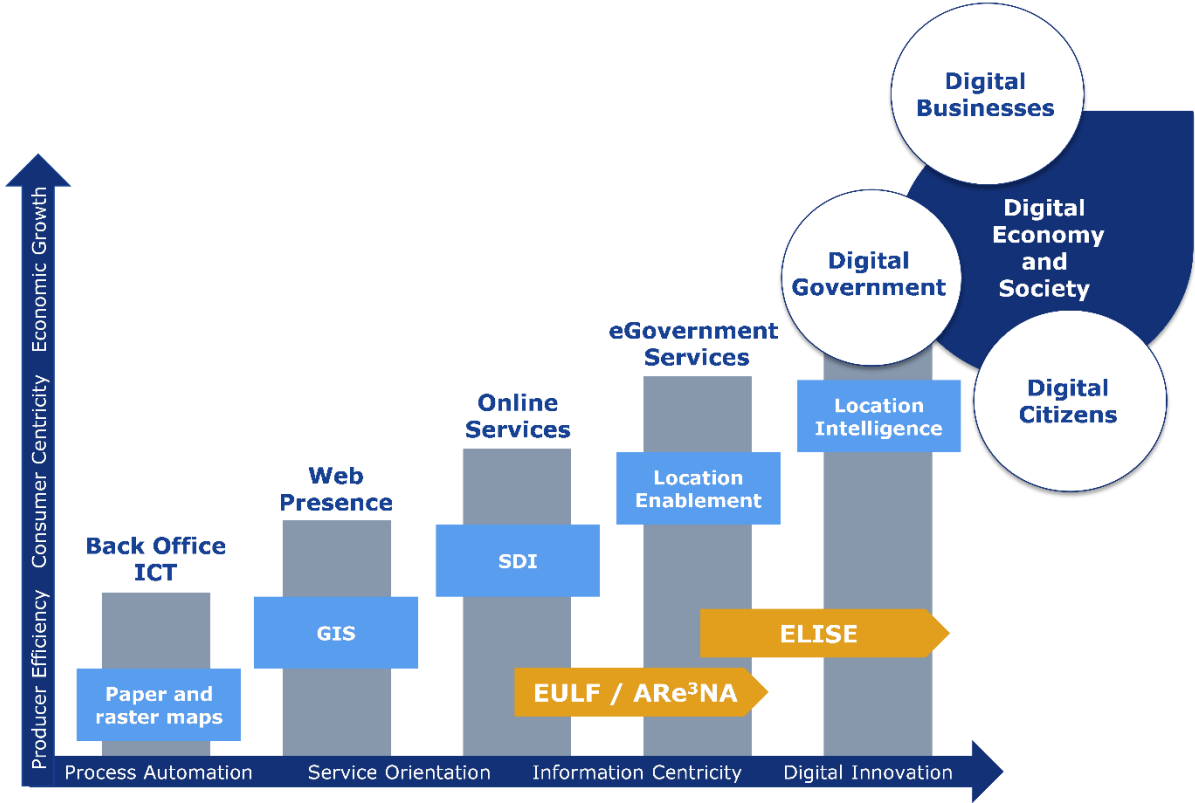 Digital
Businesses
Digital
Economy
and
Society
Digital
Government
Digital
Citizens
eGovernment
Services
Location
Intelligence
Online
Services
Location
Enablement
Web
Presence
SDI
Back Office
ICT
GIS
ELISE
Paper and
raster maps
EULF / ARe³NA
Producer Efficiency Consumer Centricity Economic Growth
Process Automation Service Orientation Information Centricity Digital Innovation